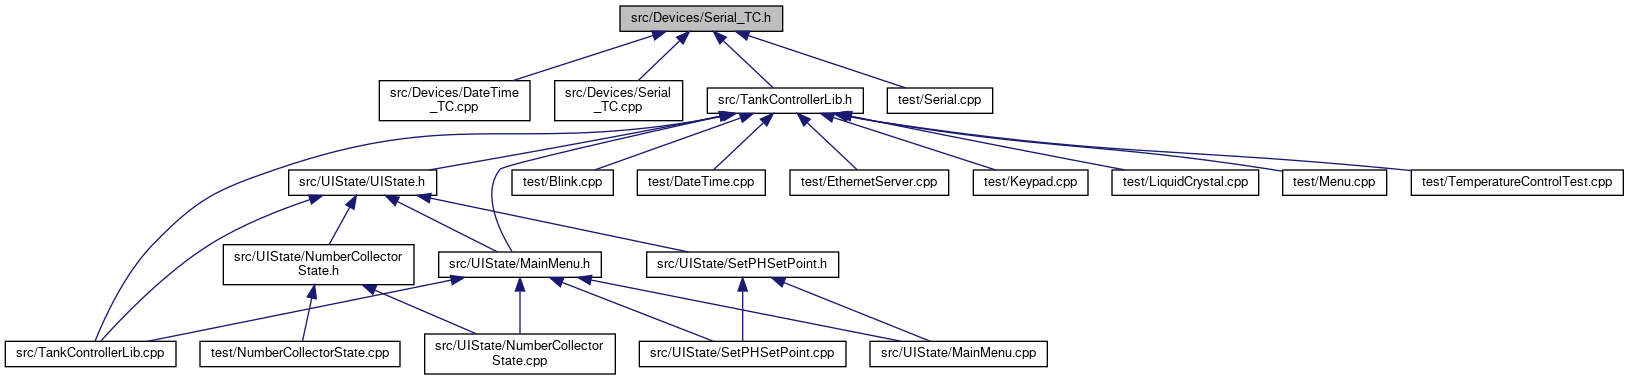 src/Devices/Serial_TC.h
src/Devices/DateTime
_TC.cpp
src/Devices/Serial
_TC.cpp
src/TankControllerLib.h
test/Serial.cpp
src/UIState/UIState.h
test/Blink.cpp
test/DateTime.cpp
test/EthernetServer.cpp
test/Keypad.cpp
test/LiquidCrystal.cpp
test/Menu.cpp
test/TemperatureControlTest.cpp
src/UIState/NumberCollector
State.h
src/UIState/MainMenu.h
src/UIState/SetPHSetPoint.h
src/TankControllerLib.cpp
test/NumberCollectorState.cpp
src/UIState/NumberCollector
State.cpp
src/UIState/SetPHSetPoint.cpp
src/UIState/MainMenu.cpp